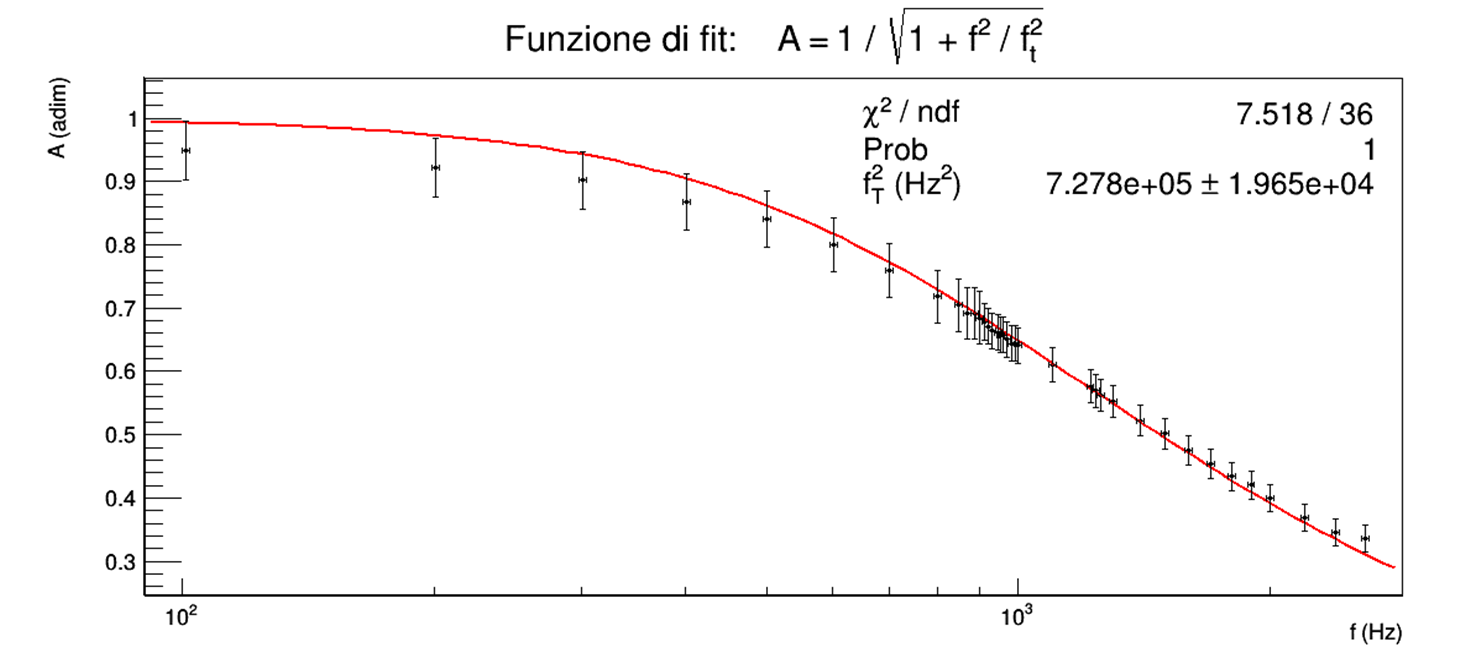 Funzione di fit: A = 1 / √1 + f² / fₜ²
A (adim)
χ² / ndf 7.518 / 36
Prob 1
f_T² (Hz²) 7.278e+05 ± 1.965e+04
1
0.9
0.8
0.7
0.6
0.5
0.4
0.3
10² 10³
f (Hz)